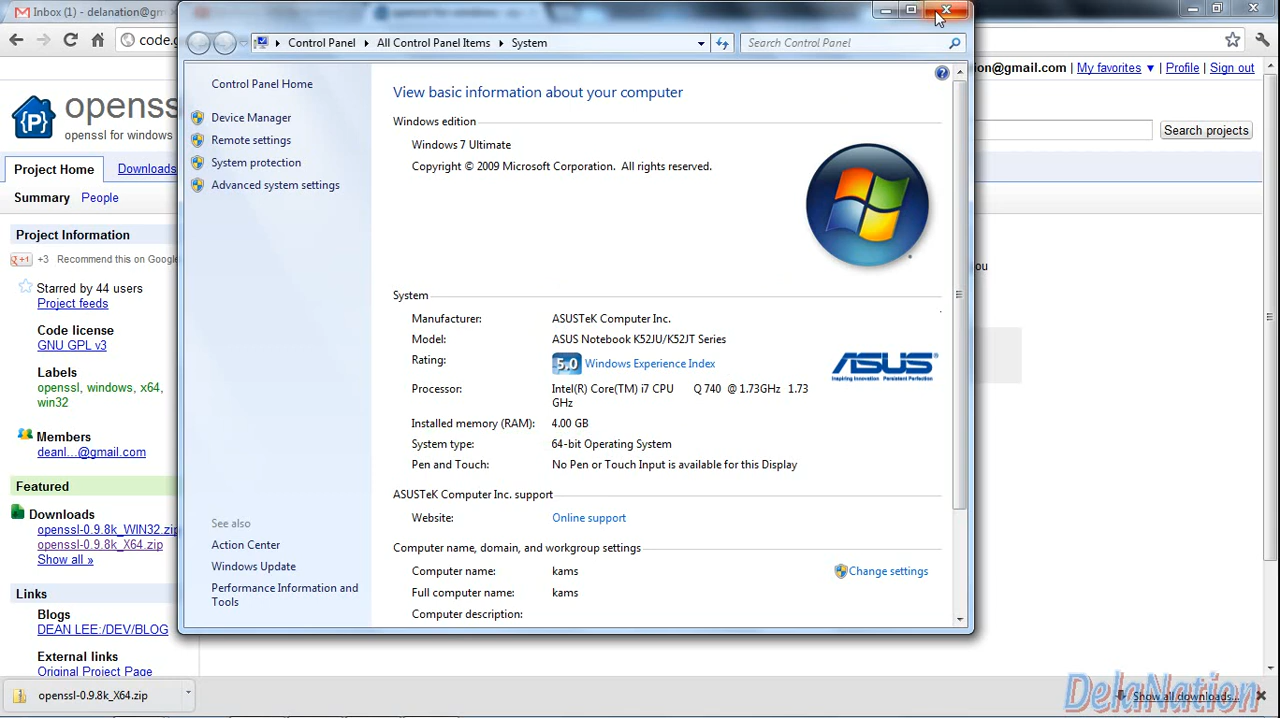 Inbox (1) - delanation@gm
code.g
Control Panel
All Control Panel Items
System
Search Control Panel
on@gmail.com | My favorites ▼ | Profile | Sign out
openss
openssl for windows
Search projects
Project Home
Downloads
Summary
People
Project Information
+1
+3
Recommend this on Google
Starred by 44 users
Project feeds
Code license
GNU GPL v3
Labels
openssl, windows, x64,
win32
Members
deanl...@gmail.com
Featured
Downloads
openssl-0.9.8k_WIN32.zip
openssl-0.9.8k_X64.zip
Show all »
Links
Blogs
DEAN LEE:/DEV/BLOG
External links
Original Project Page
Control Panel Home
Device Manager
Remote settings
System protection
Advanced system settings
See also
Action Center
Windows Update
Performance Information and
Tools
View basic information about your computer
Windows edition
Windows 7 Ultimate
Copyright © 2009 Microsoft Corporation. All rights reserved.
System
Manufacturer: ASUSTeK Computer Inc.
Model: ASUS Notebook K52JU/K52JT Series
Rating: 5.0 Windows Experience Index
Processor: Intel(R) Core(TM) i7 CPU Q 740 @ 1.73GHz 1.73
GHz
Installed memory (RAM): 4.00 GB
System type: 64-bit Operating System
Pen and Touch: No Pen or Touch Input is available for this Display
ASUS
Inspiring Innovation Persistent Perfection
ASUSTeK Computer Inc. support
Website: Online support
Computer name, domain, and workgroup settings
Computer name: kams
Change settings
Full computer name: kams
Computer description:
ou
openssl-0.9.8k_X64.zip
Show all downloads...
DelaNation